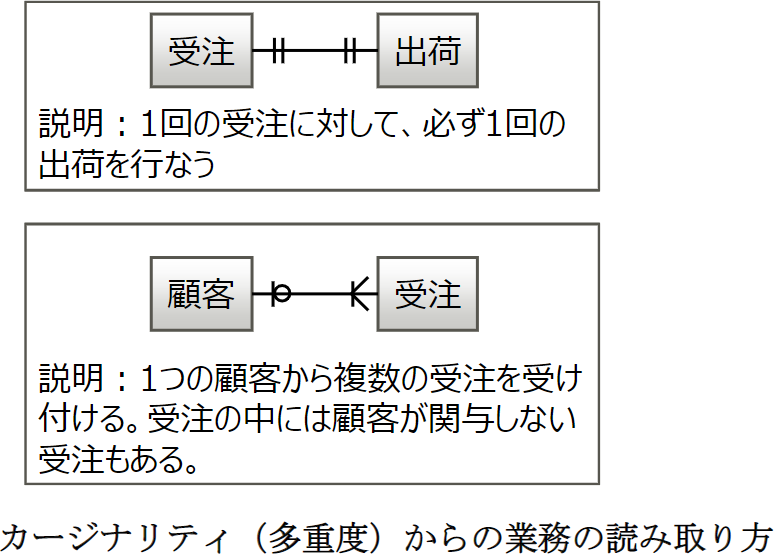 受注 出荷
説明：1回の受注に対して、必ず1回の
出荷を行なう
顧客 受注
説明：1つの顧客から複数の受注を受け
付ける。受注の中には顧客が関与しない
受注もある。
カージナリティ（多重度）からの業務の読み取り方